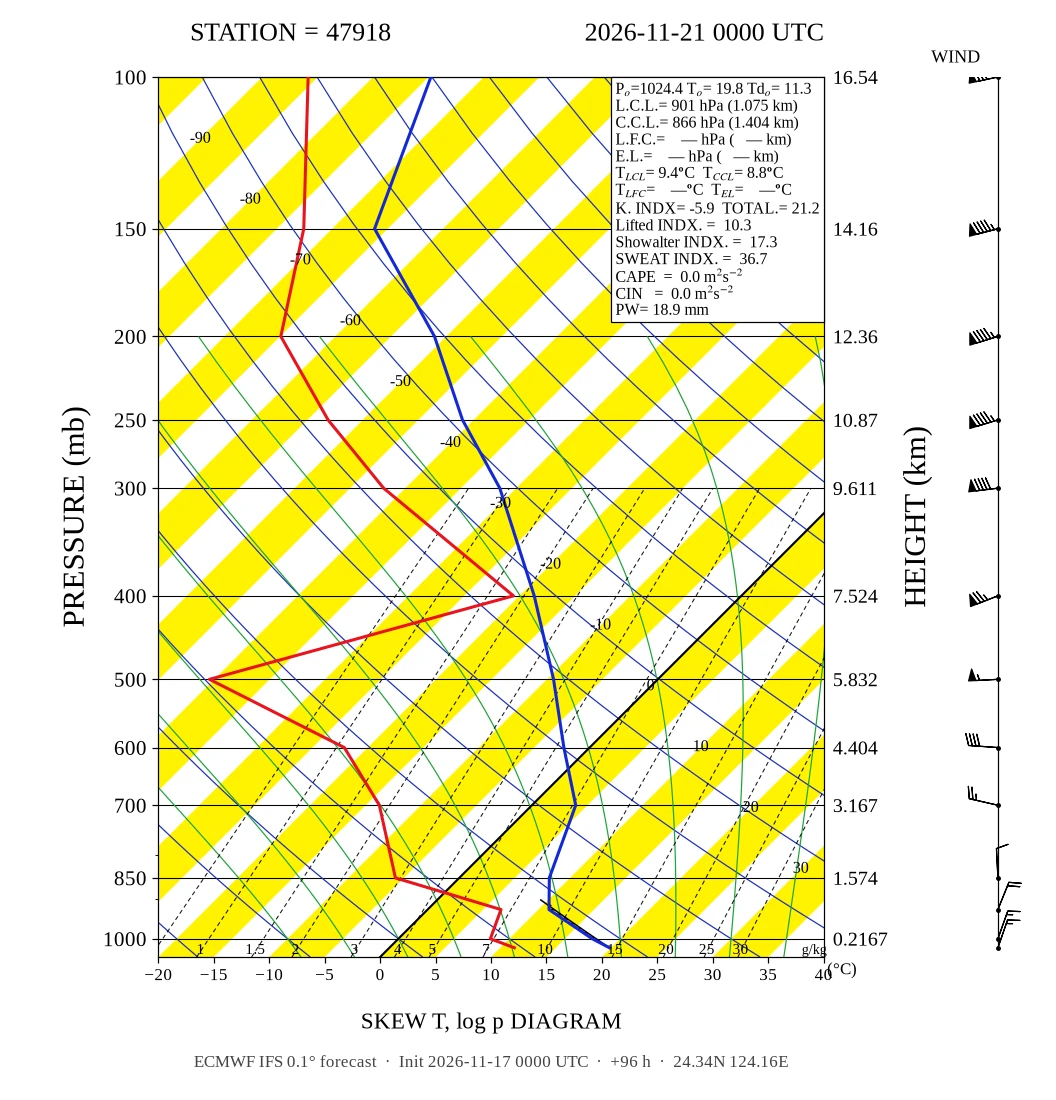 STATION = 47918 2026-11-21 0000 UTC
WIND
100 16.54
Pₒ=1024.4 Tₒ= 19.8 Tdₒ= 11.3
L.C.L.= 901 hPa (1.075 km)
C.C.L.= 866 hPa (1.404 km)
L.F.C.= — hPa ( — km)
E.L.= — hPa ( — km)
T_LCL= 9.4°C T_CCL= 8.8°C
T_LFC= —°C T_EL= —°C
K. INDX= -5.9 TOTAL.= 21.2
Lifted INDX. = 10.3
Showalter INDX. = 17.3
SWEAT INDX. = 36.7
CAPE = 0.0 m²s⁻²
CIN = 0.0 m²s⁻²
PW= 18.9 mm
-90
-80
150 14.16
-70
-60
200 12.36
-50
250 10.87
-40
300 9.611
-30
-20
400 7.524
-10
500 5.832
0
10
600 4.404
700 3.167
20
30
850 1.574
1000 0.2167
1 1.5 2 3 4 5 7 10 15 20 25 30 g/kg
−20 −15 −10 −5 0 5 10 15 20 25 30 35 40 (°C)
PRESSURE (mb)
HEIGHT (km)
SKEW T, log p DIAGRAM
ECMWF IFS 0.1° forecast · Init 2026-11-17 0000 UTC · +96 h · 24.34N 124.16E